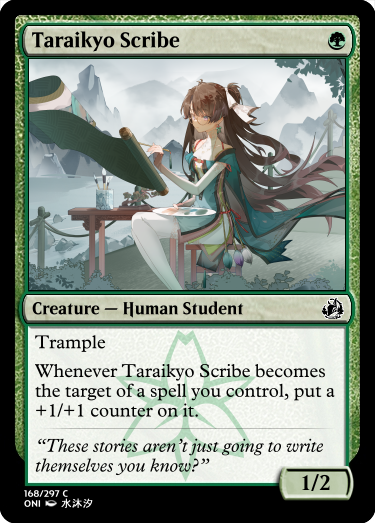 Taraikyo Scribe
Creature — Human Student
Trample
Whenever Taraikyo Scribe becomes
the target of a spell you control, put a
+1/+1 counter on it.
“These stories aren’t just going to write
themselves you know?”
1/2
168/297 C
ONI 水沐汐